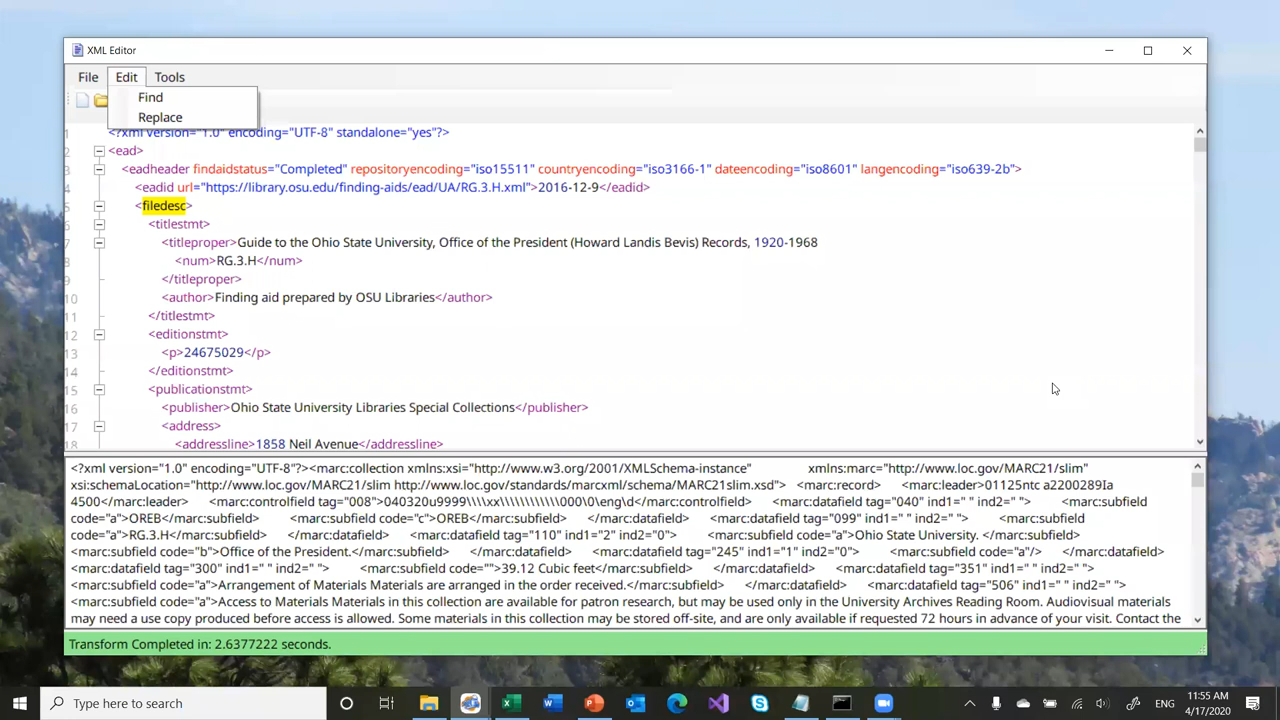 XML Editor
File Edit Tools
Find
Replace
1 <?xml version="1.0" encoding="UTF-8" standalone="yes"?>
2 <ead>
3 <eadheader findaidstatus="Completed" repositoryencoding="iso15511" countryencoding="iso3166-1" dateencoding="iso8601" langencoding="iso639-2b">
4 <eadid url="https://library.osu.edu/finding-aids/ead/UA/RG.3.H.xml">2016-12-9</eadid>
5 <filedesc>
6 <titlestmt>
7 <titleproper>Guide to the Ohio State University, Office of the President (Howard Landis Bevis) Records, 1920-1968
8 <num>RG.3.H</num>
9 </titleproper>
10 <author>Finding aid prepared by OSU Libraries</author>
11 </titlestmt>
12 <editionstmt>
13 <p>24675029</p>
14 </editionstmt>
15 <publicationstmt>
16 <publisher>Ohio State University Libraries Special Collections</publisher>
17 <address>
18 <addressline>1858 Neil Avenue</addressline>
<?xml version="1.0" encoding="UTF-8"?><marc:collection xmlns:xsi="http://www.w3.org/2001/XMLSchema-instance" xmlns:marc="http://www.loc.gov/MARC21/slim"
xsi:schemaLocation="http://www.loc.gov/MARC21/slim http://www.loc.gov/standards/marcxml/schema/MARC21slim.xsd"> <marc:record> <marc:leader>01125ntc a2200289Ia
4500</marc:leader> <marc:controlfield tag="008">040320u9999\\\\xx\\\\\\\\\\\\000\0\eng\d</marc:controlfield> <marc:datafield tag="040" ind1=" " ind2=" "> <marc:subfield
code="a">OREB</marc:subfield> <marc:subfield code="c">OREB</marc:subfield> </marc:datafield> <marc:datafield tag="099" ind1=" " ind2=" "> <marc:subfield
code="a">RG.3.H</marc:subfield> </marc:datafield> <marc:datafield tag="110" ind1="2" ind2="0"> <marc:subfield code="a">Ohio State University. </marc:subfield>
<marc:subfield code="b">Office of the President.</marc:subfield> </marc:datafield> <marc:datafield tag="245" ind1="1" ind2="0"> <marc:subfield code="a"/> </marc:datafield>
<marc:datafield tag="300" ind1=" " ind2=" "> <marc:subfield code="">39.12 Cubic feet</marc:subfield> </marc:datafield> <marc:datafield tag="351" ind1=" " ind2=" ">
<marc:subfield code="a">Arrangement of Materials Materials are arranged in the order received.</marc:subfield> </marc:datafield> <marc:datafield tag="506" ind1=" " ind2=" ">
<marc:subfield code="a">Access to Materials Materials in this collection are available for patron research, but may be used only in the University Archives Reading Room. Audiovisual materials
may need a use copy produced before access is allowed. Some materials in this collection may be stored off-site, and are only available if requested 72 hours in advance of your visit. Contact the
Transform Completed in: 2.6377222 seconds.
Type here to search
ENG
11:55 AM
4/17/2020